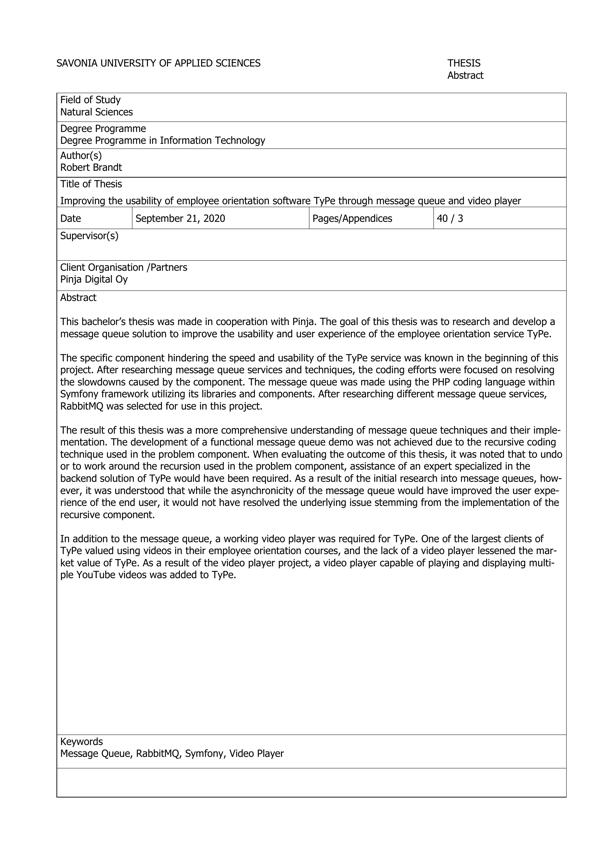 SAVONIA UNIVERSITY OF APPLIED SCIENCES THESIS
Abstract
Field of Study
Natural Sciences
Degree Programme
Degree Programme in Information Technology
Author(s)
Robert Brandt
Title of Thesis
Improving the usability of employee orientation software TyPe through message queue and video player
Date September 21, 2020 Pages/Appendices 40 / 3
Supervisor(s)
Client Organisation /Partners
Pinja Digital Oy
Abstract
This bachelor's thesis was made in cooperation with Pinja. The goal of this thesis was to research and develop a
message queue solution to improve the usability and user experience of the employee orientation service TyPe.
The specific component hindering the speed and usability of the TyPe service was known in the beginning of this
project. After researching message queue services and techniques, the coding efforts were focused on resolving
the slowdowns caused by the component. The message queue was made using the PHP coding language within
Symfony framework utilizing its libraries and components. After researching different message queue services,
RabbitMQ was selected for use in this project.
The result of this thesis was a more comprehensive understanding of message queue techniques and their imple-
mentation. The development of a functional message queue demo was not achieved due to the recursive coding
technique used in the problem component. When evaluating the outcome of this thesis, it was noted that to undo
or to work around the recursion used in the problem component, assistance of an expert specialized in the
backend solution of TyPe would have been required. As a result of the initial research into message queues, how-
ever, it was understood that while the asynchronicity of the message queue would have improved the user expe-
rience of the end user, it would not have resolved the underlying issue stemming from the implementation of the
recursive component.
In addition to the message queue, a working video player was required for TyPe. One of the largest clients of
TyPe valued using videos in their employee orientation courses, and the lack of a video player lessened the mar-
ket value of TyPe. As a result of the video player project, a video player capable of playing and displaying multi-
ple YouTube videos was added to TyPe.
Keywords
Message Queue, RabbitMQ, Symfony, Video Player